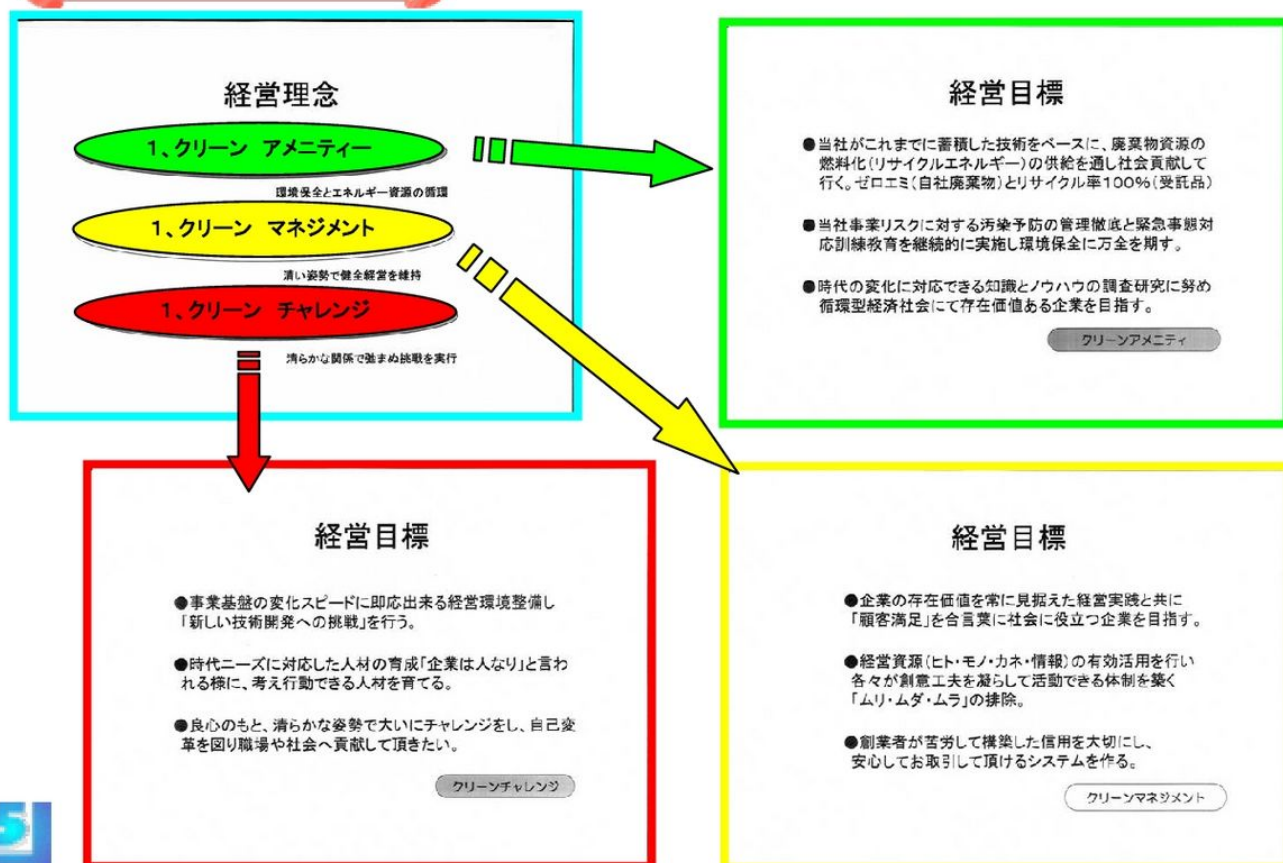 経営理念
1、クリーン アメニティー
環境保全とエネルギー資源の循環
1、クリーン マネジメント
清い姿勢で健全経営を維持
1、クリーン チャレンジ
清らかな関係で弛まぬ挑戦を実行
経営目標
●当社がこれまでに蓄積した技術をベースに、廃棄物資源の
燃料化(リサイクルエネルギー)の供給を通し社会貢献して
行く。ゼロエミ(自社廃棄物)とリサイクル率100%(受託品)
●当社事業リスクに対する汚染予防の管理徹底と緊急事態対
応訓練教育を継続的に実施し環境保全に万全を期す。
●時代の変化に対応できる知識とノウハウの調査研究に努め
循環型経済社会にて存在価値ある企業を目指す。
クリーンアメニティ
経営目標
●事業基盤の変化スピードに即応出来る経営環境整備し
「新しい技術開発への挑戦」を行う。
●時代ニーズに対応した人材の育成「企業は人なり」と言わ
れる様に、考え行動できる人材を育てる。
●良心のもと、清らかな姿勢で大いにチャレンジをし、自己変
革を図り職場や社会へ貢献して頂きたい。
クリーンチャレンジ
経営目標
●企業の存在価値を常に見据えた経営実践と共に
「顧客満足」を合言葉に社会に役立つ企業を目指す。
●経営資源(ヒト・モノ・カネ・情報)の有効活用を行い
各々が創意工夫を凝らして活動できる体制を築く
「ムリ・ムダ・ムラ」の排除。
●創業者が苦労して構築した信用を大切にし、
安心してお取引して頂けるシステムを作る。
クリーンマネジメント
5